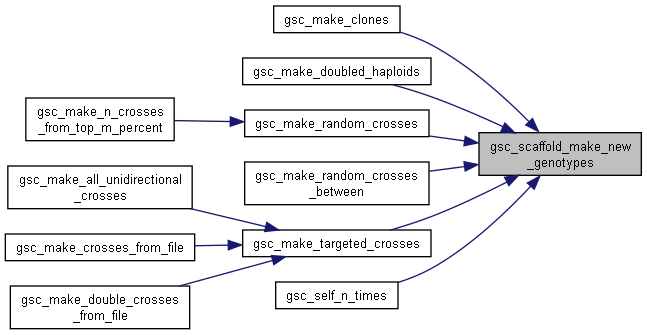 gsc_make_clones
gsc_make_doubled_haploids
gsc_make_n_crosses
_from_top_m_percent
gsc_make_random_crosses
gsc_scaffold_make_new
_genotypes
gsc_make_all_unidirectional
_crosses
gsc_make_random_crosses
_between
gsc_make_crosses_from_file
gsc_make_targeted_crosses
gsc_make_double_crosses
_from_file
gsc_self_n_times